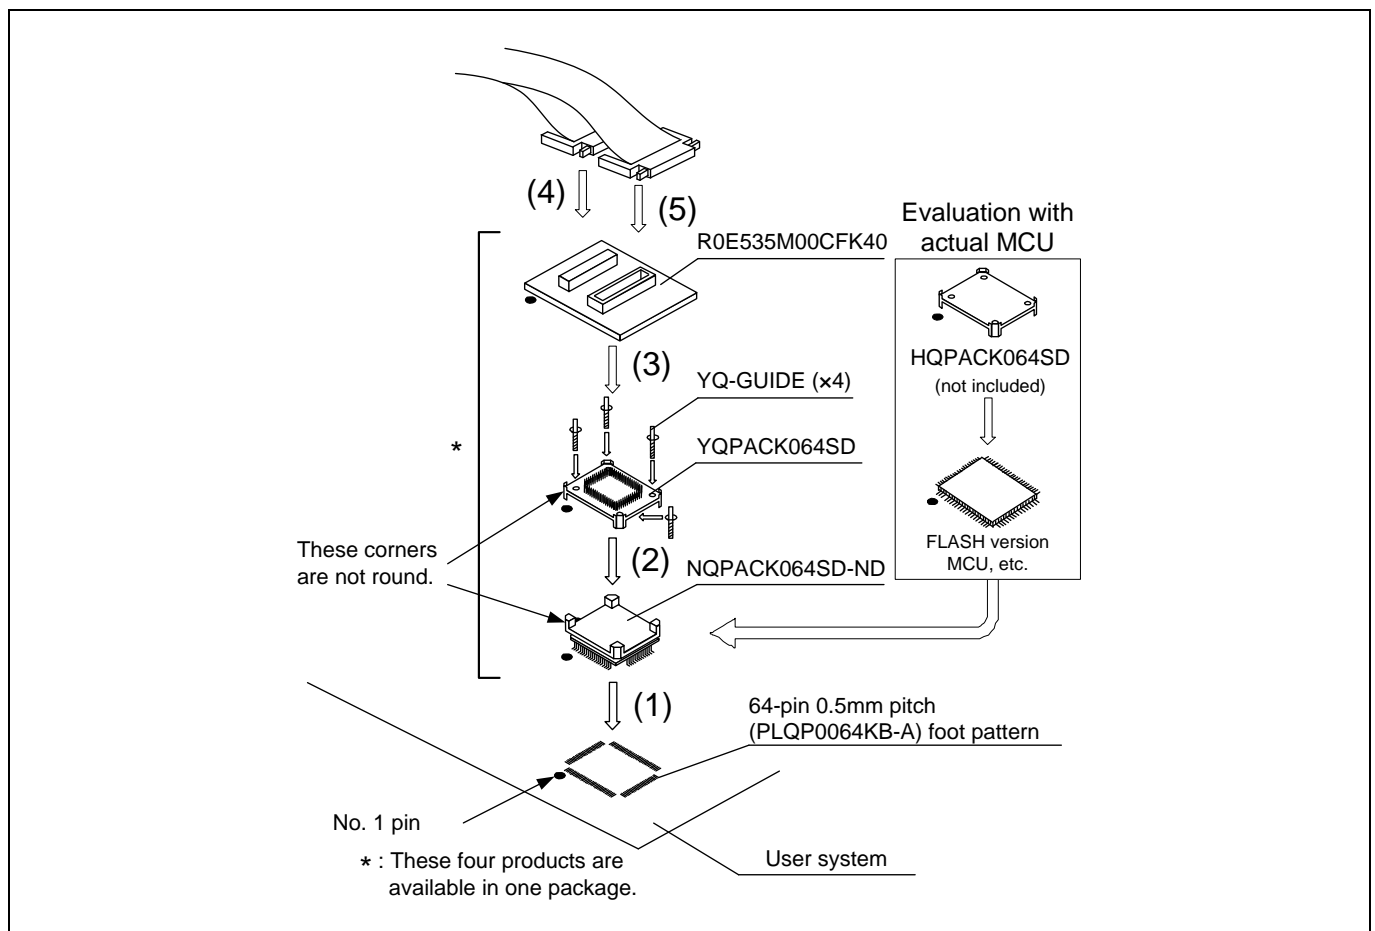 (4)
(5)
R0E535M00CFK40
Evaluation with
actual MCU
HQPACK064SD
(not included)
FLASH version
MCU, etc.
(3)
YQ-GUIDE (×4)
*
YQPACK064SD
These corners
are not round.
(2)
NQPACK064SD-ND
(1)
64-pin 0.5mm pitch
(PLQP0064KB-A) foot pattern
No. 1 pin
User system
* : These four products are
available in one package.